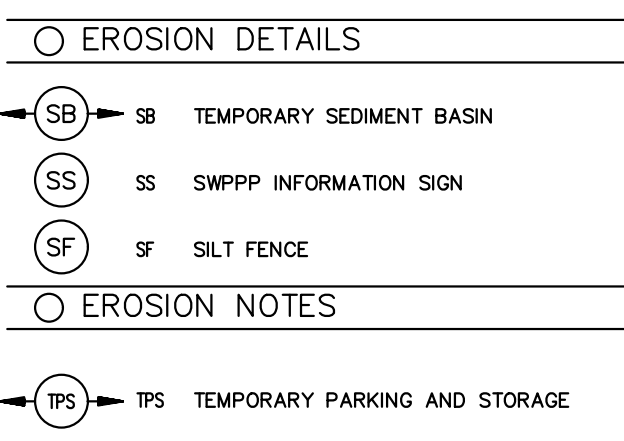 EROSION DETAILS
SB SB TEMPORARY SEDIMENT BASIN
SS SS SWPPP INFORMATION SIGN
SF SF SILT FENCE
EROSION NOTES
TPS TPS TEMPORARY PARKING AND STORAGE